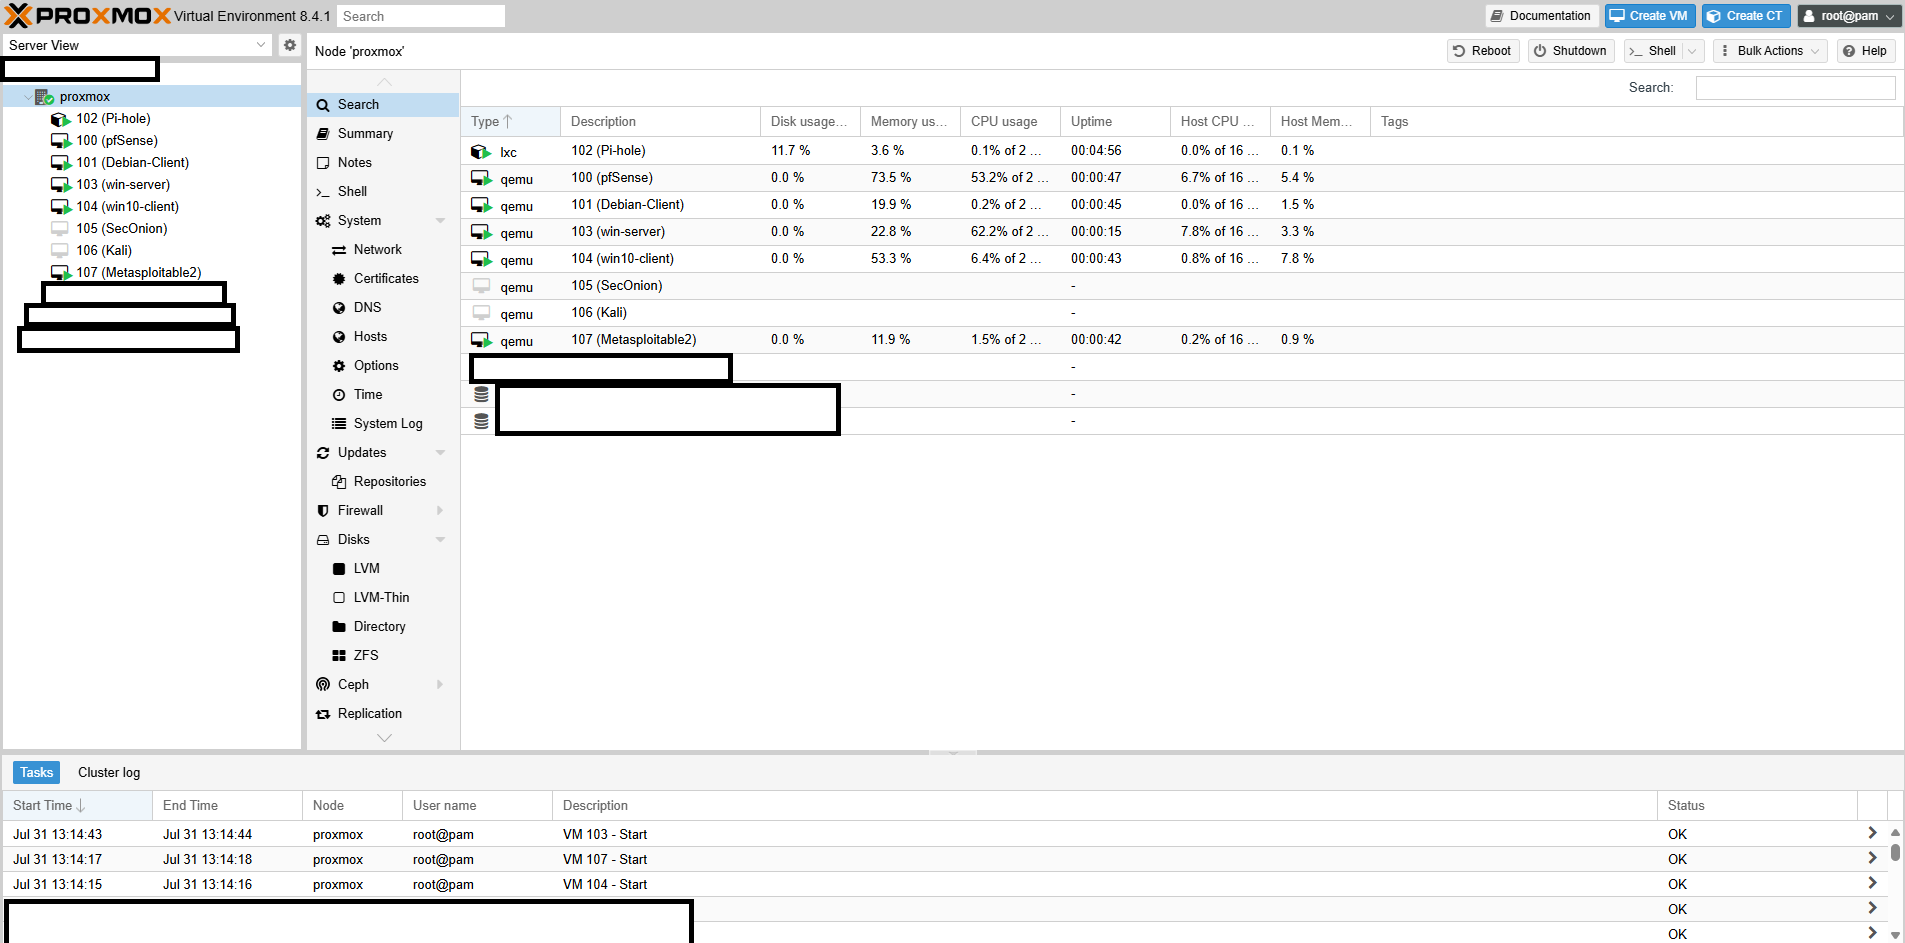 PROXMOX Virtual Environment 8.4.1 Search Documentation Create VM Create CT root@pam
Server View
Node 'proxmox' Reboot Shutdown >_ Shell Bulk Actions Help
proxmox
102 (Pi-hole)
100 (pfSense)
101 (Debian-Client)
103 (win-server)
104 (win10-client)
105 (SecOnion)
106 (Kali)
107 (Metasploitable2)
Search
Summary
Notes
>_ Shell
System
Network
Certificates
DNS
Hosts
Options
Time
System Log
Updates
Repositories
Firewall
Disks
LVM
LVM-Thin
Directory
ZFS
Ceph
Replication
Search:
Type ↑ Description Disk usage... Memory us... CPU usage Uptime Host CPU ... Host Mem... Tags
lxc 102 (Pi-hole) 11.7 % 3.6 % 0.1% of 2 ... 00:04:56 0.0% of 16 ... 0.1 %
qemu 100 (pfSense) 0.0 % 73.5 % 53.2% of 2 ... 00:00:47 6.7% of 16 ... 5.4 %
qemu 101 (Debian-Client) 0.0 % 19.9 % 0.2% of 2 ... 00:00:45 0.0% of 16 ... 1.5 %
qemu 103 (win-server) 0.0 % 22.8 % 62.2% of 2 ... 00:00:15 7.8% of 16 ... 3.3 %
qemu 104 (win10-client) 0.0 % 53.3 % 6.4% of 2 ... 00:00:43 0.8% of 16 ... 7.8 %
qemu 105 (SecOnion) -
qemu 106 (Kali) -
qemu 107 (Metasploitable2) 0.0 % 11.9 % 1.5% of 2 ... 00:00:42 0.2% of 16 ... 0.9 %
-
-
-
Tasks Cluster log
Start Time ↓ End Time Node User name Description Status
Jul 31 13:14:43 Jul 31 13:14:44 proxmox root@pam VM 103 - Start OK
Jul 31 13:14:17 Jul 31 13:14:18 proxmox root@pam VM 107 - Start OK
Jul 31 13:14:15 Jul 31 13:14:16 proxmox root@pam VM 104 - Start OK
OK
OK